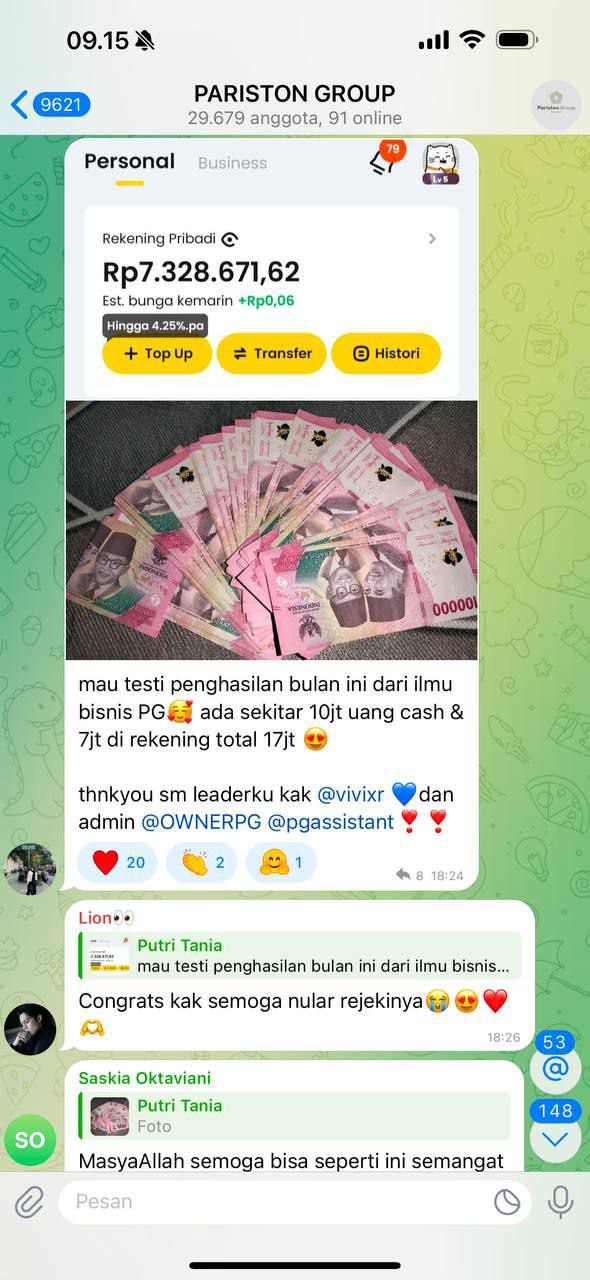 09.15
9621
PARISTON GROUP
29.679 anggota, 91 online
Pariston Group
Personal
Business
79
Lv 5
Rekening Pribadi
Rp7.328.671,62
Est. bunga kemarin +Rp0,06
Hingga 4.25%.pa
+ Top Up
Transfer
Histori
INDONESIA
100000
mau testi penghasilan bulan ini dari ilmu
bisnis PG🥰 ada sekitar 10jt uang cash &
7jt di rekening total 17jt 😍
thnkyou sm leaderku kak @vivixr 💙dan
admin @OWNERPG @pgassistant❣️❣️
❤️ 20
👏 2
🤗 1
8 18:24
Lion👀
Putri Tania
mau testi penghasilan bulan ini dari ilmu bisnis...
Congrats kak semoga nular rejekinya😭😍❤️
🫶
18:26
53
@
Saskia Oktaviani
Putri Tania
Foto
148
SO
MasyaAllah semoga bisa seperti ini semangat
Pesan